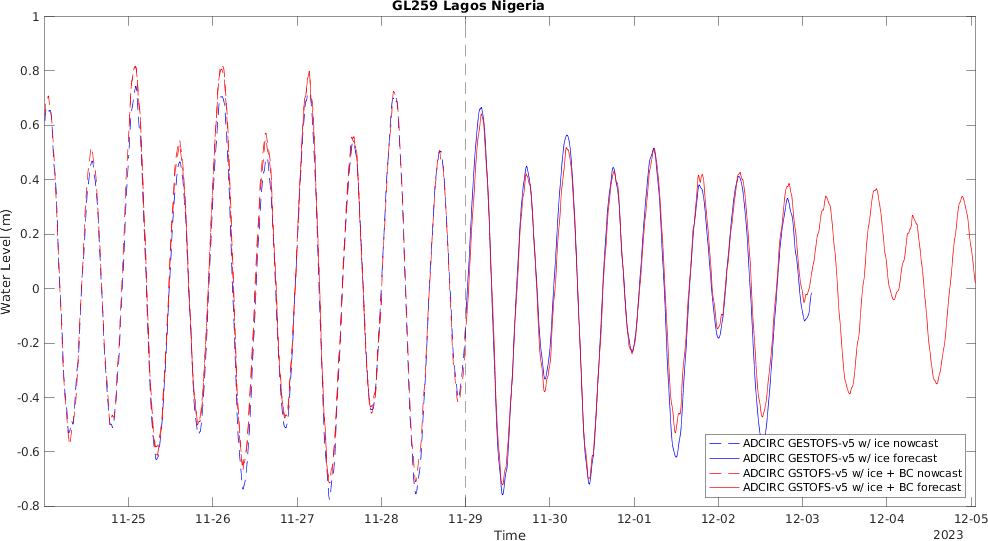 GL259 Lagos Nigeria
Water Level (m)
1
0.8
0.6
0.4
0.2
0
-0.2
-0.4
-0.6
-0.8
ADCIRC GESTOFS-v5 w/ ice nowcast
ADCIRC GESTOFS-v5 w/ ice forecast
ADCIRC GSTOFS-v5 w/ ice + BC nowcast
ADCIRC GSTOFS-v5 w/ ice + BC forecast
11-25 11-26 11-27 11-28 11-29 11-30 12-01 12-02 12-03 12-04 12-05
Time
2023